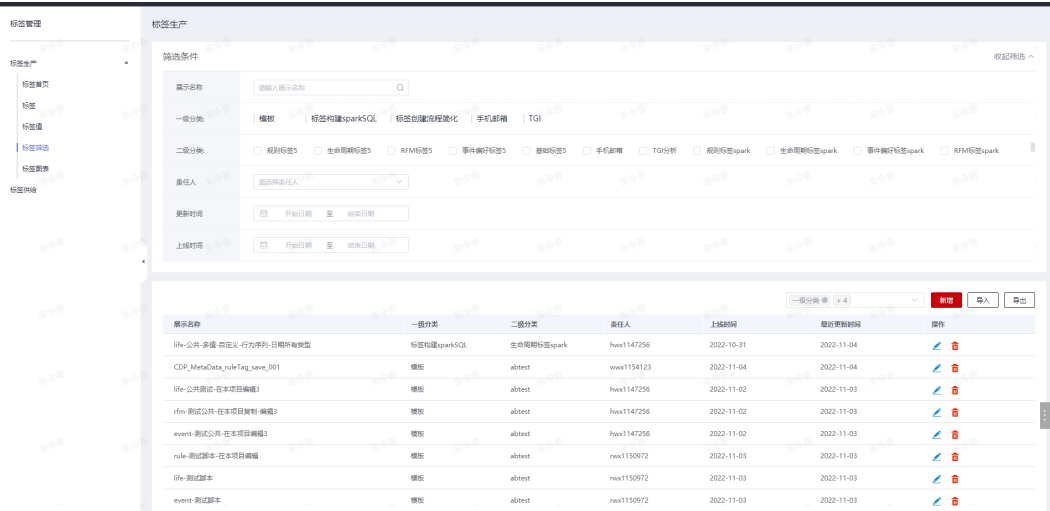 标签管理
标签生产
标签首页
标签
标签值
标签筛选
标签图表
标签供给
标签生产
筛选条件 收起筛选
展示名称 请输入展示名称
一级分类: 模板 标签构建sparkSQL 标签创建流程简化 手机邮箱 TGI
二级分类: 规则标签5 生命周期标签5 RFM标签5 事件偏好标签5 基础标签5 手机邮箱 TGI分析 规则标签spark 生命周期标签spark 事件偏好标签spark RFM标签spark
责任人 请选择责任人
更新时间 开始日期 至 结束日期
上线时间 开始日期 至 结束日期
一级分类 + 4 新增 导入 导出
展示名称 一级分类 二级分类 责任人 上线时间 最近更新时间 操作
life-公共-多值-自定义-行为序列-日期所有类型 标签构建sparkSQL 生命周期标签spark hwx1147256 2022-10-31 2022-11-04
CDP_MetaData_ruleTag_save_001 模板 abtest wwx1154123 2022-11-04 2022-11-04
life-公共测试-在本项目编辑3 模板 abtest hwx1147256 2022-11-02 2022-11-03
rfm-测试公共-在本项目复制-编辑3 模板 abtest hwx1147256 2022-11-02 2022-11-03
event-测试公共-在本项目编辑3 模板 abtest hwx1147256 2022-11-02 2022-11-03
rule-测试脚本-在本项目编辑 模板 abtest rwx1150972 2022-11-03 2022-11-03
life-测试脚本 模板 abtest rwx1150972 2022-11-03 2022-11-03
event-测试脚本 模板 abtest rwx1150972 2022-11-03 2022-11-03